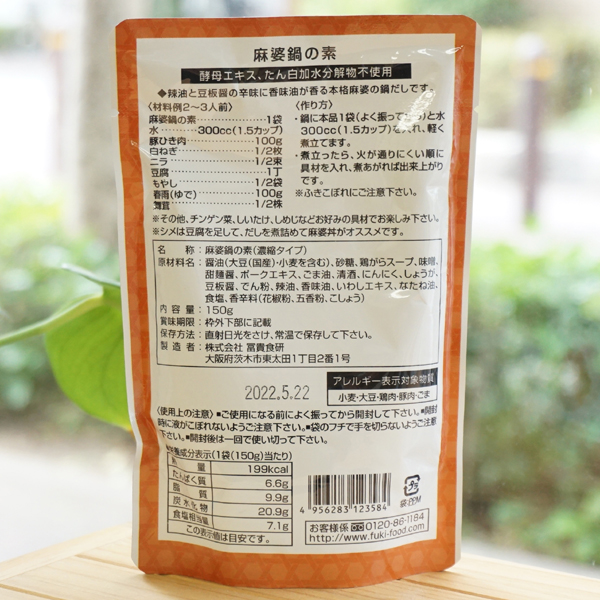 麻婆鍋の素
酵母エキス、たん白加水分解物不使用
◆辣油と豆板醤の辛味に香味油が香る本格麻婆の鍋だしです。
〈材料例2～3人前〉
麻婆鍋の素 1袋
水 300cc(1.5カップ)
豚ひき肉 100g
白ねぎ 1/2枚
ニラ 1/2束
豆腐 1丁
もやし 1/2袋
春雨(ゆで) 100g
舞茸 1/2株
〈作り方〉
・鍋に本品1袋(よく振ってから)と水
300cc(1.5カップ)を入れ、軽く
煮立てます。
・煮立ったら、火が通りにくい順に
具材を入れ、煮あがれば出来上がり
です。
※ふきこぼれにご注意下さい。
※その他、チンゲン菜、しいたけ、しめじなどお好みの具材でお楽しみ下さい。
※シメは豆腐を足して、だしを煮詰めて麻婆丼がオススメです。
名称:麻婆鍋の素(濃縮タイプ)
原材料名:醤油(大豆(国産)・小麦を含む)、砂糖、鶏がらスープ、味噌、
甜麺醤、ポークエキス、ごま油、清酒、にんにく、しょうが、
豆板醤、でん粉、辣油、香味油、いわしエキス、なたね油、
食塩、香辛料(花椒粉、五香粉、こしょう)
内容量:150g
賞味期限:枠外下部に記載
保存方法:直射日光をさけ、常温で保存して下さい。
製造者:株式会社 冨貴食研
大阪府茨木市東太田1丁目2番1号
2022.5.22
アレルギー表示対象物質
小麦・大豆・鶏肉・豚肉・ごま
〈使用上の注意〉■ご使用になる前によく振ってから開封して下さい。■開封
時に液がこぼれないようご注意下さい。■袋のフチで手を切らないようご注意
下さい。■開封後は一回で使い切って下さい。
栄養成分表示(1袋(150g)当たり)
熱量 199kcal
たんぱく質 6.6g
脂質 9.9g
炭水化物 20.9g
食塩相当量 7.1g
この表示値は目安です。
4 956283 123584
プラ
袋:PP,M
お客様係 0120-86-1184
http://www.fuki-food.com